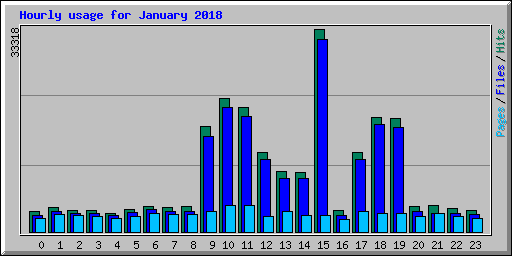 Hourly usage for January 2018
33318
Pages/Files/Hits
0 1 2 3 4 5 6 7 8 9 10 11 12 13 14 15 16 17 18 19 20 21 22 23